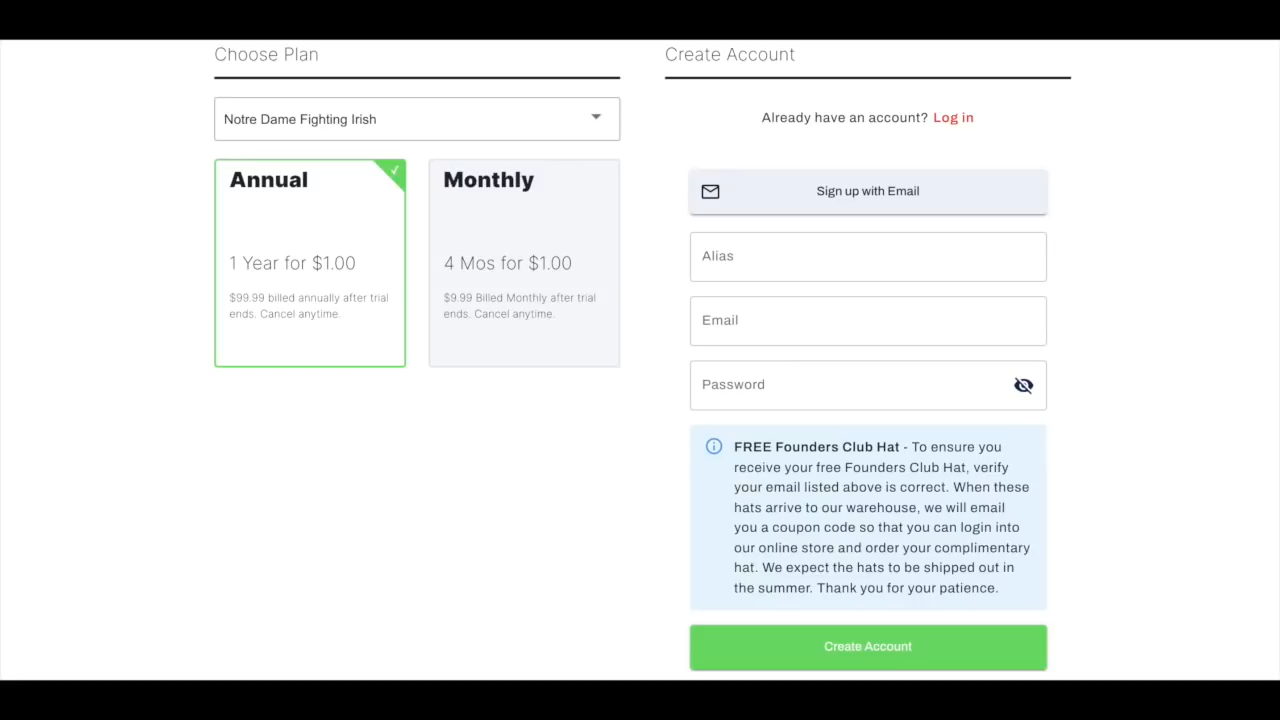 Choose Plan
Notre Dame Fighting Irish
Annual
1 Year for $1.00
$99.99 billed annually after trial
ends. Cancel anytime.
Monthly
4 Mos for $1.00
$9.99 Billed Monthly after trial
ends. Cancel anytime.
Create Account
Already have an account? Log in
Sign up with Email
Alias
Email
Password
FREE Founders Club Hat - To ensure you
receive your free Founders Club Hat, verify
your email listed above is correct. When these
hats arrive to our warehouse, we will email
you a coupon code so that you can login into
our online store and order your complimentary
hat. We expect the hats to be shipped out in
the summer. Thank you for your patience.
Create Account